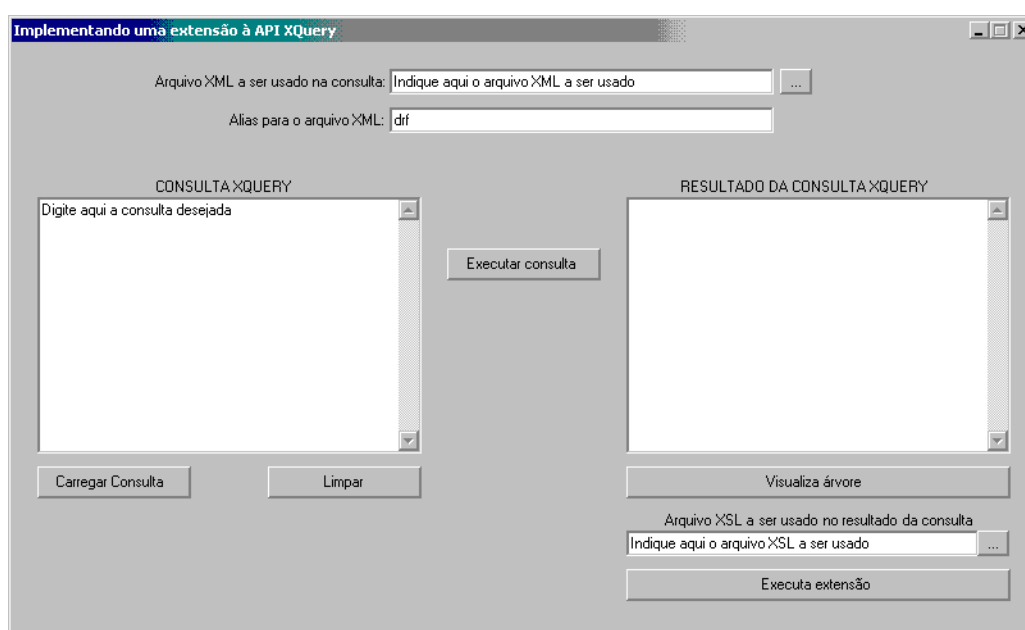 Implementando uma extensão à API XQuery
Arquivo XML a ser usado na consulta: Indique aqui o arquivo XML a ser usado ...
Alias para o arquivo XML: drf
CONSULTA XQUERY
Digite aqui a consulta desejada
Executar consulta
Carregar Consulta
Limpar
RESULTADO DA CONSULTA XQUERY
Visualiza árvore
Arquivo XSL a ser usado no resultado da consulta
Indique aqui o arquivo XSL a ser usado ...
Executa extensão